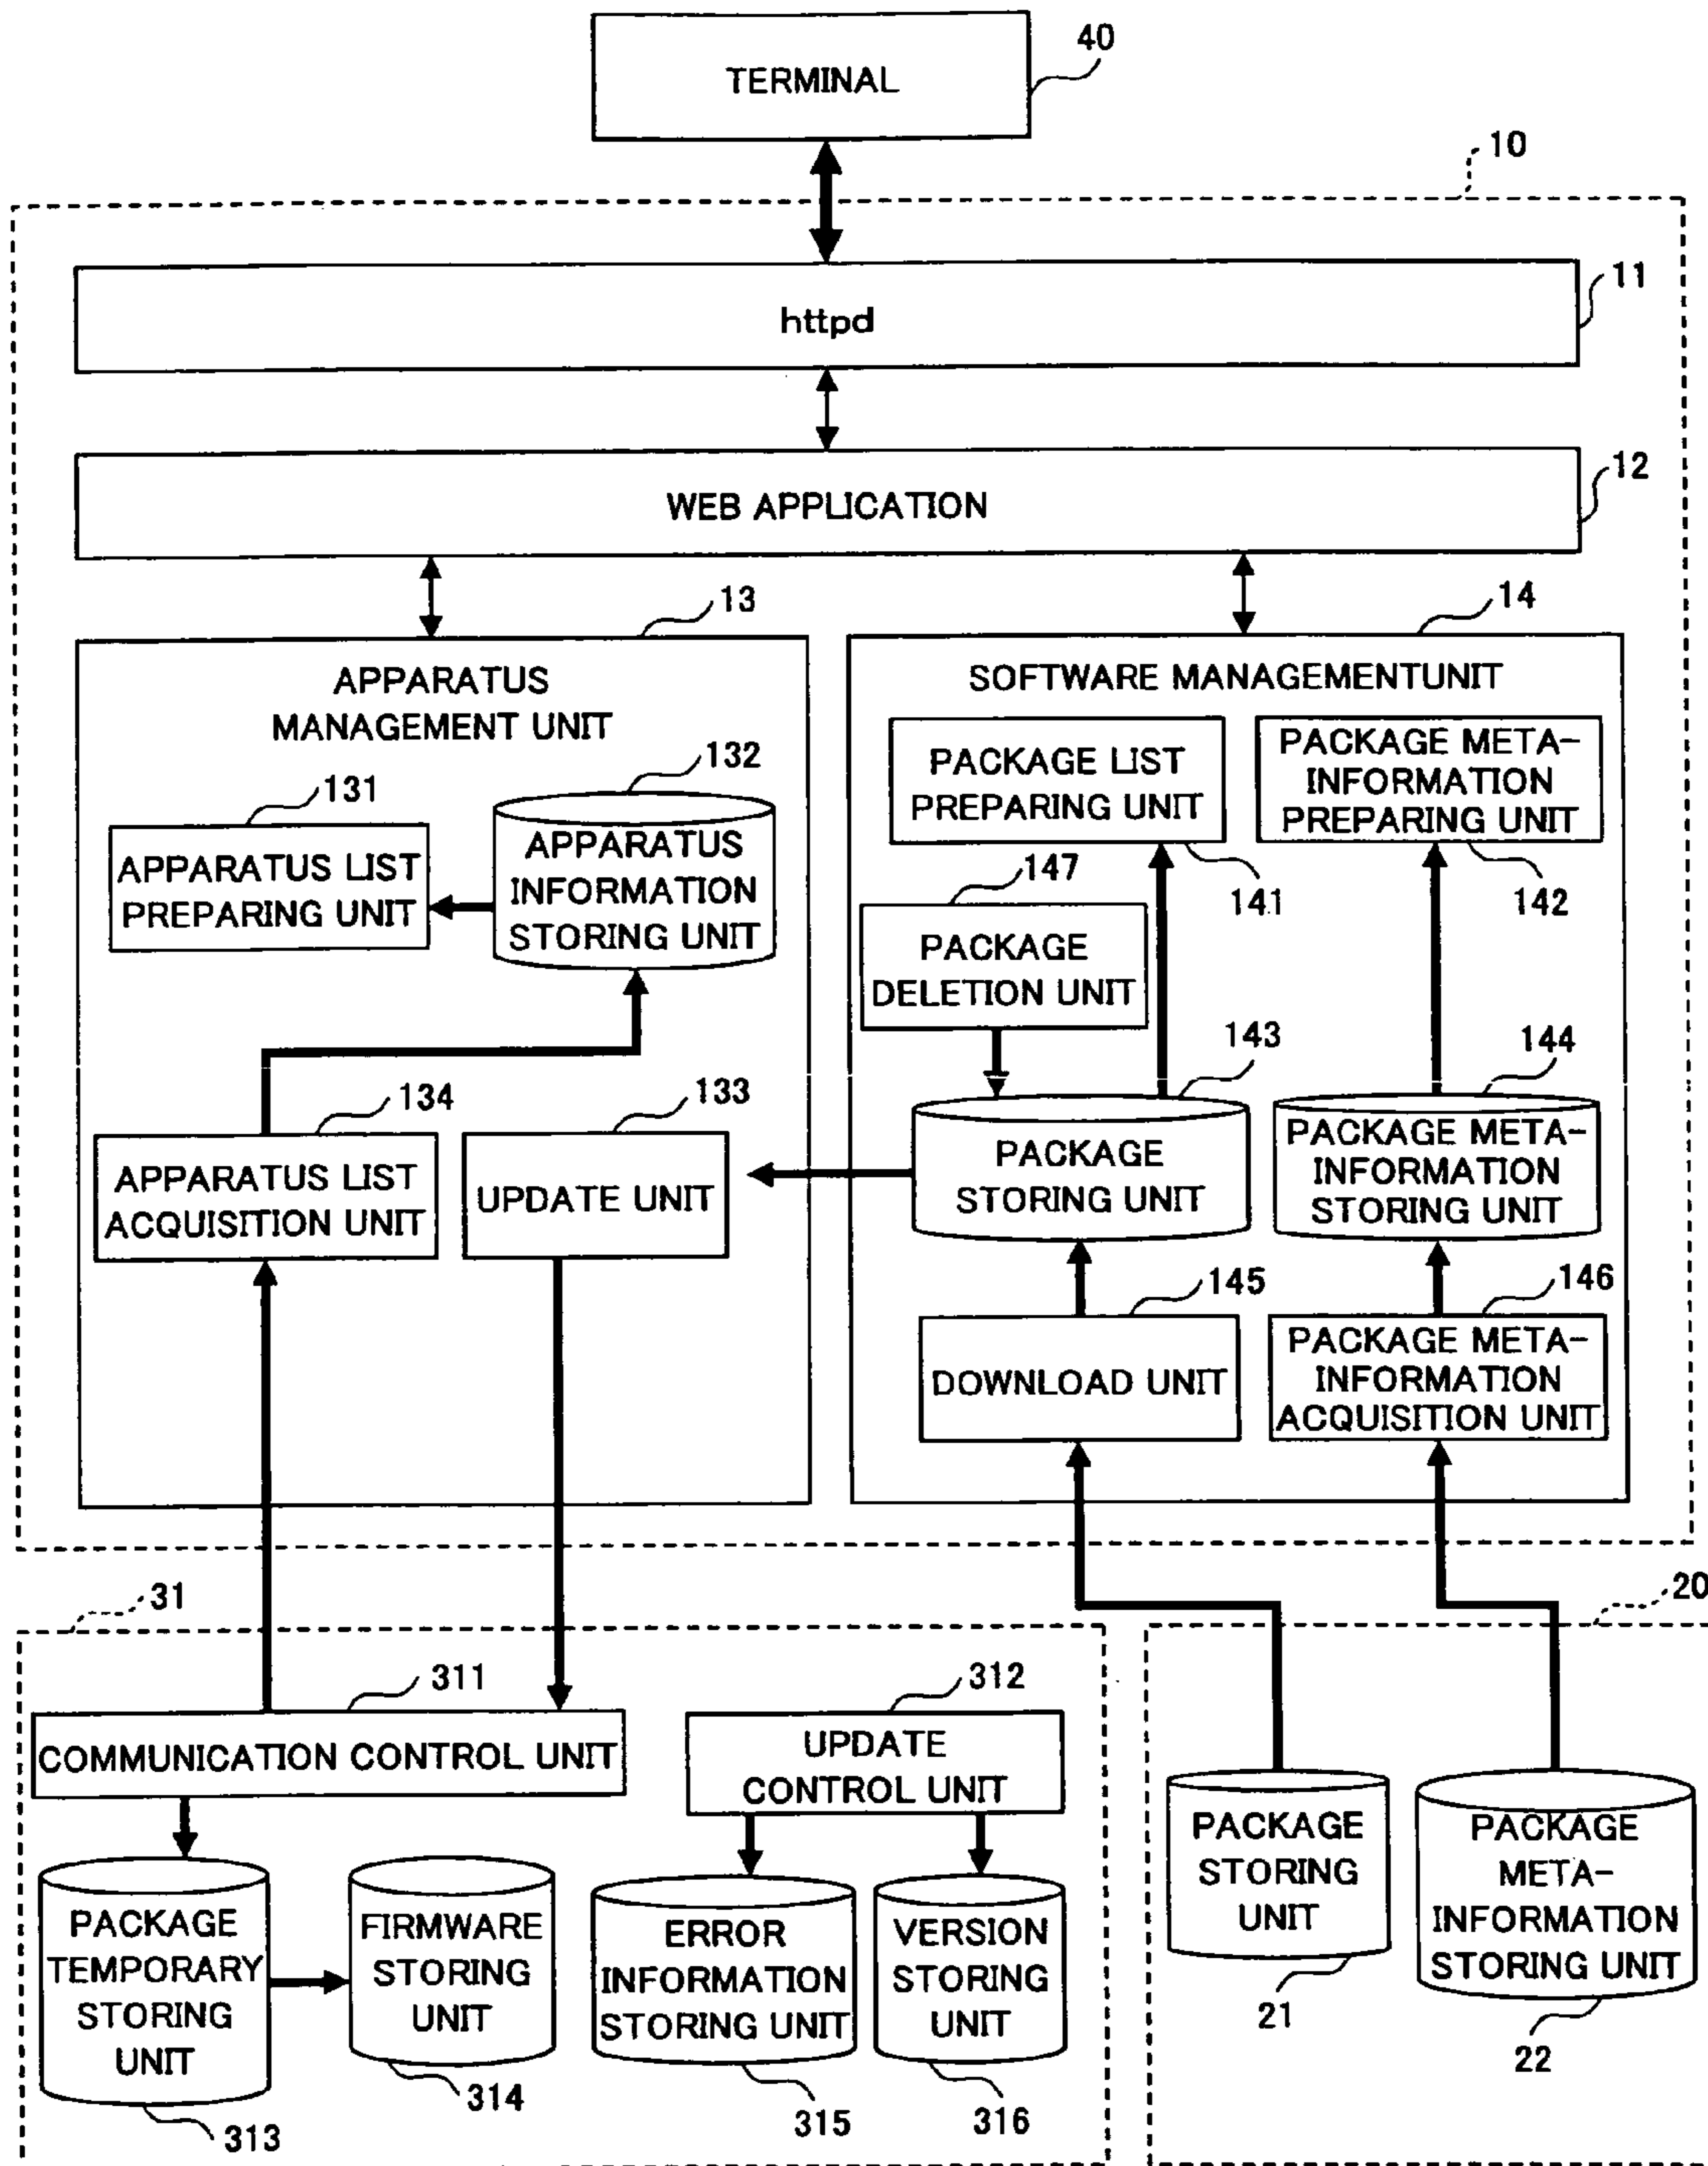 TERMINAL
40
10
httpd
11
WEB APPLICATION
12
13
APPARATUS
MANAGEMENT UNIT
131
APPARATUS LIST
PREPARING UNIT
132
APPARATUS
INFORMATION
STORING UNIT
134
APPARATUS LIST
ACQUISITION UNIT
133
UPDATE UNIT
14
SOFTWARE MANAGEMENTUNIT
PACKAGE LIST
PREPARING UNIT
141
PACKAGE META-
INFORMATION
PREPARING UNIT
142
147
PACKAGE
DELETION UNIT
143
PACKAGE
STORING UNIT
144
PACKAGE META-
INFORMATION
STORING UNIT
145
DOWNLOAD UNIT
146
PACKAGE META-
INFORMATION
ACQUISITION UNIT
31
311
COMMUNICATION CONTROL UNIT
312
UPDATE
CONTROL UNIT
PACKAGE
TEMPORARY
STORING
UNIT
313
FIRMWARE
STORING
UNIT
314
ERROR
INFORMATION
STORING UNIT
315
VERSION
STORING
UNIT
316
20
PACKAGE
STORING
UNIT
21
PACKAGE
META-
INFORMATION
STORING UNIT
22